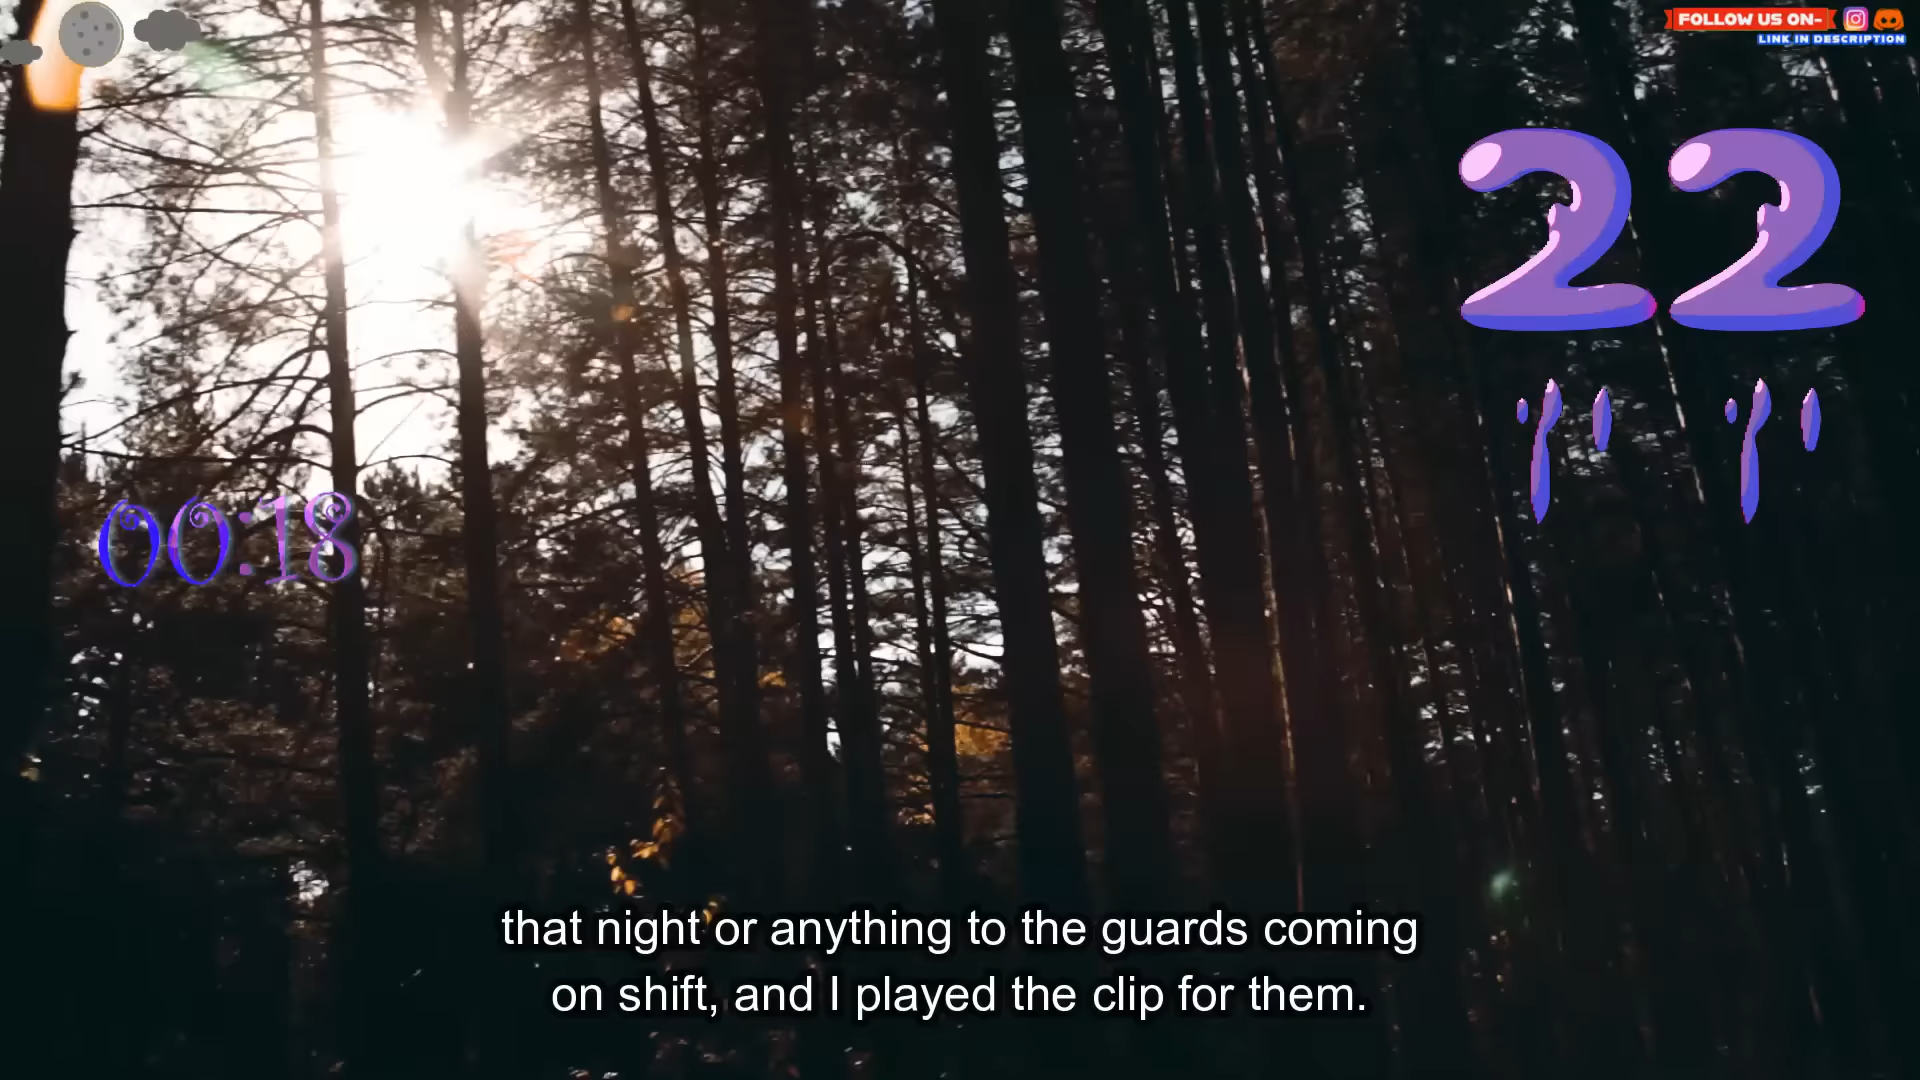 FOLLOW US ON-
LINK IN DESCRIPTION
22
00:18
that night or anything to the guards coming
on shift, and I played the clip for them.